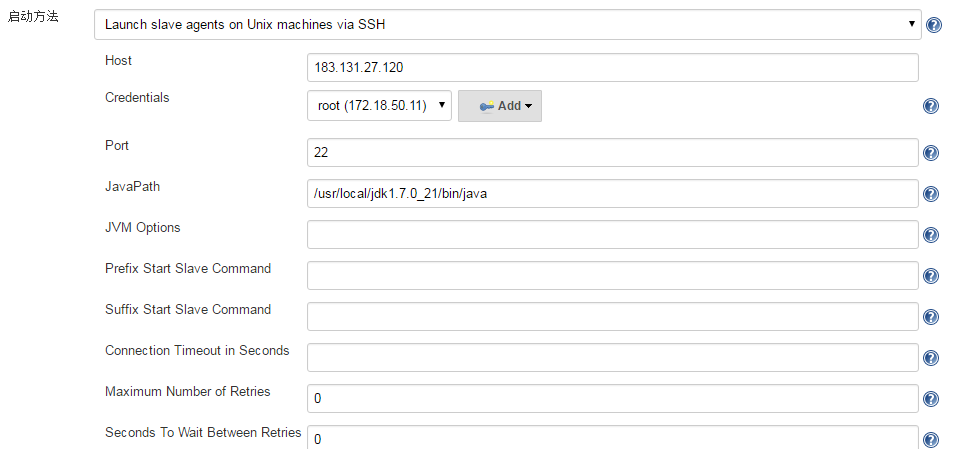 启动方法
Launch slave agents on Unix machines via SSH
Host
183.131.27.120
Credentials
root (172.18.50.11)
Add
Port
22
JavaPath
/usr/local/jdk1.7.0_21/bin/java
JVM Options
Prefix Start Slave Command
Suffix Start Slave Command
Connection Timeout in Seconds
Maximum Number of Retries
0
Seconds To Wait Between Retries
0